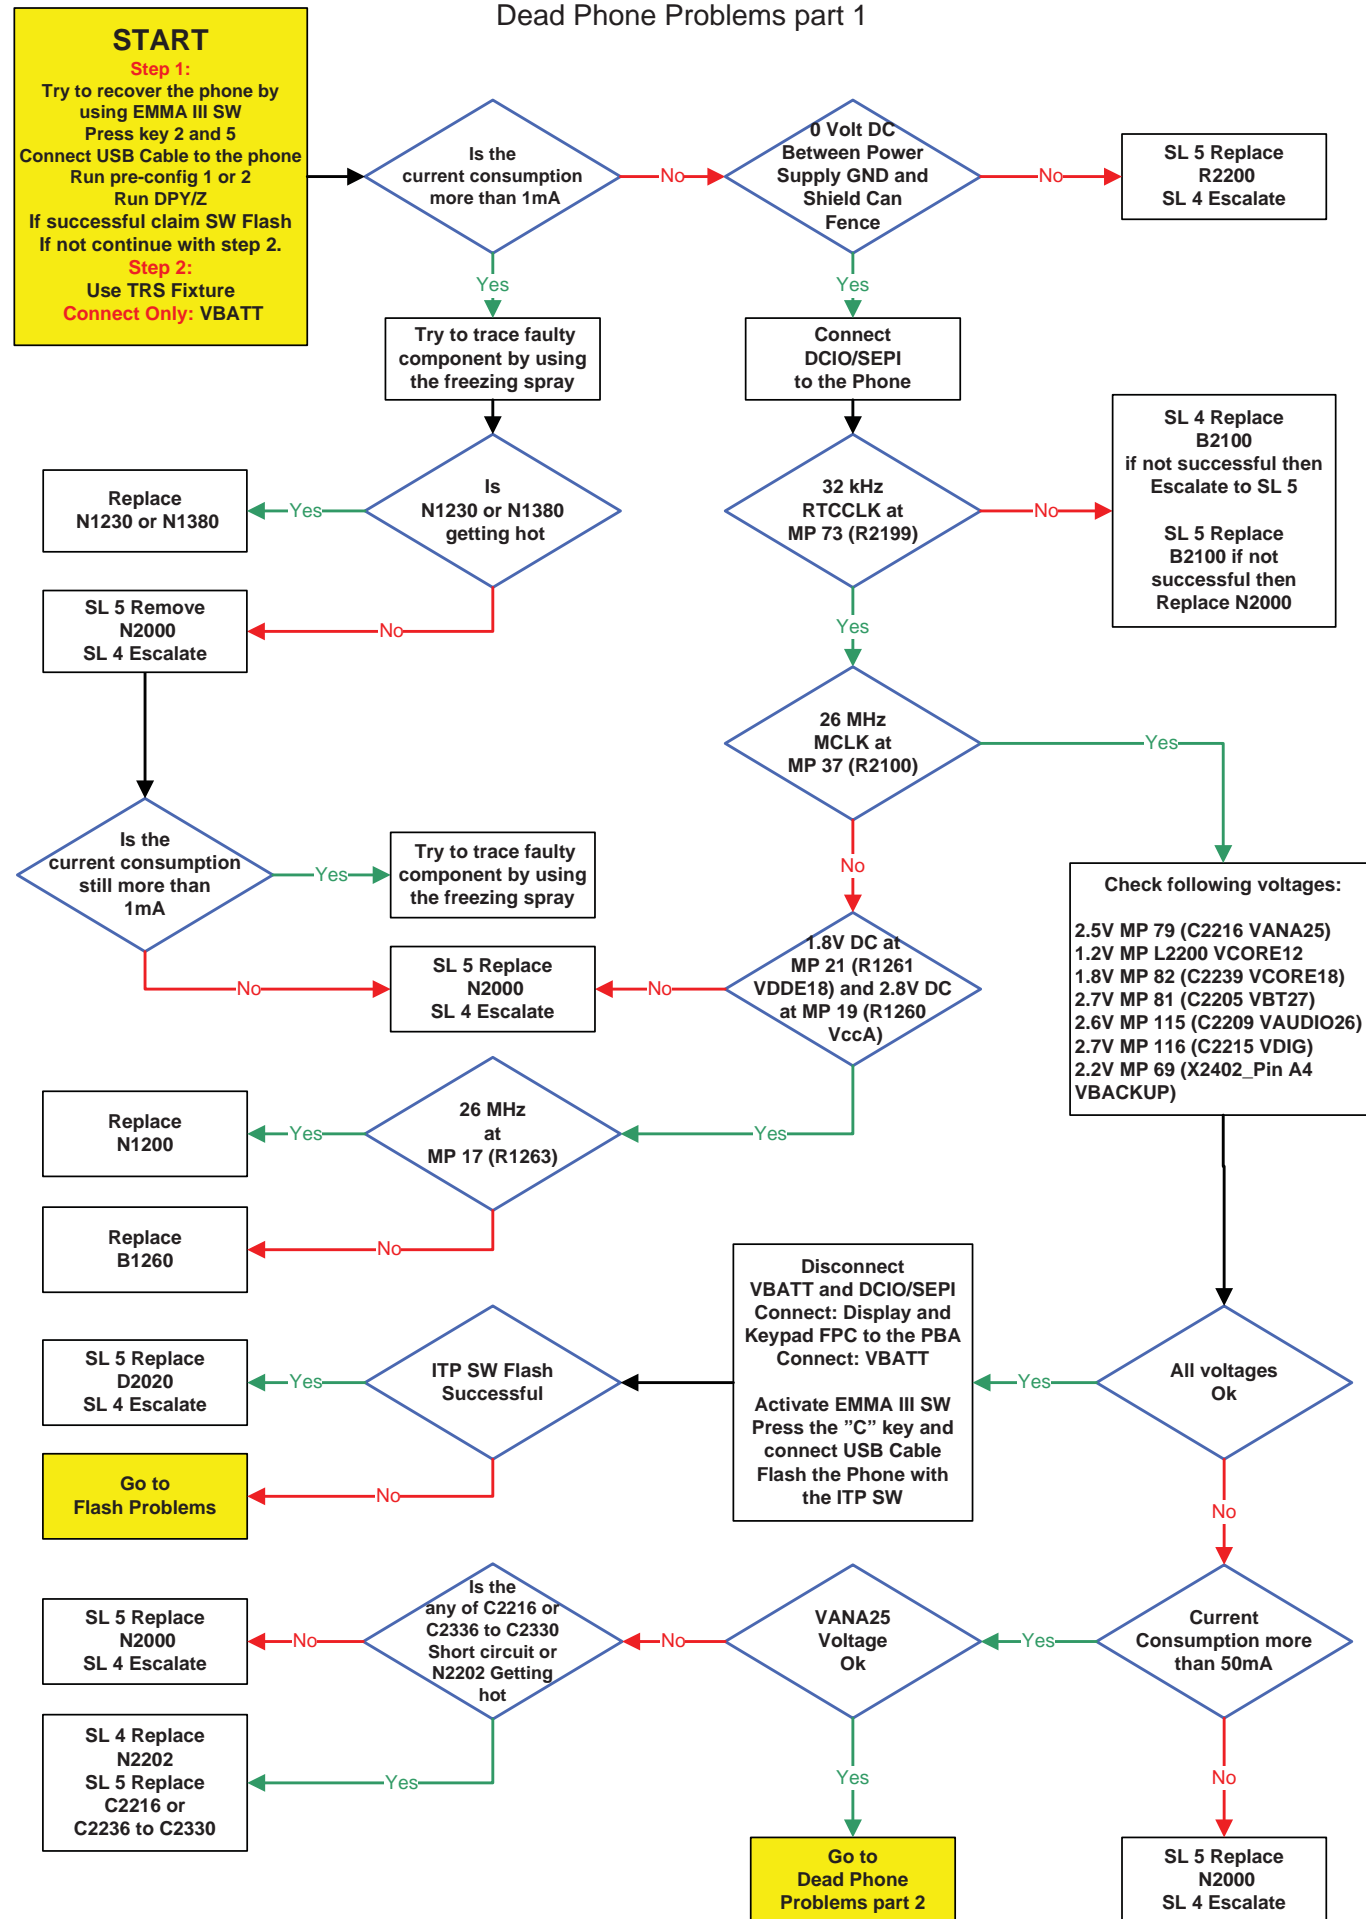 Dead Phone Problems part 1
START
Step 1:
Try to recover the phone by
using EMMA III SW
Press key 2 and 5
Connect USB Cable to the phone
Run pre-config 1 or 2
Run DPY/Z
If successful claim SW Flash
If not continue with step 2.
Step 2:
Use TRS Fixture
Connect Only: VBATT
Is the
current consumption
more than 1mA
No
0 Volt DC
Between Power
Supply GND and
Shield Can
Fence
No
SL 5 Replace
R2200
SL 4 Escalate
Yes
Yes
Try to trace faulty
component by using
the freezing spray
Connect
DCIO/SEPI
to the Phone
Replace
N1230 or N1380
Yes
Is
N1230 or N1380
getting hot
32 kHz
RTCCLK at
MP 73 (R2199)
No
SL 4 Replace
B2100
if not successful then
Escalate to SL 5
SL 5 Replace
B2100 if not
successful then
Replace N2000
SL 5 Remove
N2000
SL 4 Escalate
No
Yes
26 MHz
MCLK at
MP 37 (R2100)
Yes
Is the
current consumption
still more than
1mA
Yes
Try to trace faulty
component by using
the freezing spray
No
Check following voltages:
2.5V MP 79 (C2216 VANA25)
1.2V MP L2200 VCORE12
1.8V MP 82 (C2239 VCORE18)
2.7V MP 81 (C2205 VBT27)
2.6V MP 115 (C2209 VAUDIO26)
2.7V MP 116 (C2215 VDIG)
2.2V MP 69 (X2402_Pin A4
VBACKUP)
No
SL 5 Replace
N2000
SL 4 Escalate
No
1.8V DC at
MP 21 (R1261
VDDE18) and 2.8V DC
at MP 19 (R1260
VccA)
Replace
N1200
Yes
26 MHz
at
MP 17 (R1263)
Yes
Replace
B1260
No
Disconnect
VBATT and DCIO/SEPI
Connect: Display and
Keypad FPC to the PBA
Connect: VBATT
Activate EMMA III SW
Press the ”C” key and
connect USB Cable
Flash the Phone with
the ITP SW
SL 5 Replace
D2020
SL 4 Escalate
Yes
ITP SW Flash
Successful
Yes
All voltages
Ok
Go to
Flash Problems
No
No
SL 5 Replace
N2000
SL 4 Escalate
No
Is the
any of C2216 or
C2336 to C2330
Short circuit or
N2202 Getting
hot
No
VANA25
Voltage
Ok
Yes
Current
Consumption more
than 50mA
SL 4 Replace
N2202
SL 5 Replace
C2216 or
C2236 to C2330
Yes
Yes
No
Go to
Dead Phone
Problems part 2
SL 5 Replace
N2000
SL 4 Escalate